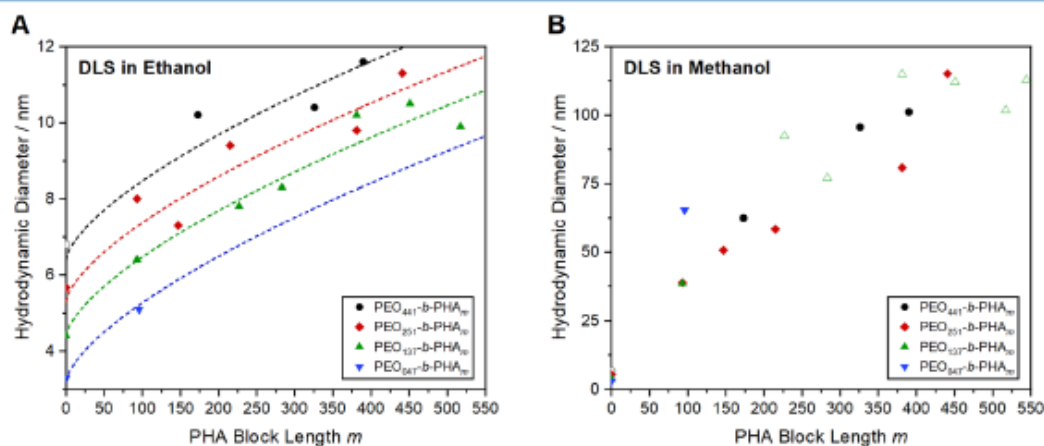 A
DLS in Ethanol
Hydrodynamic Diameter / nm
12
10
8
6
4
PEO441-b-PHAm
PEO251-b-PHAm
PEO137-b-PHAm
PEO047-b-PHAm
0 50 100 150 200 250 300 350 400 450 500 550
PHA Block Length m
B
DLS in Methanol
Hydrodynamic Diameter / nm
125
100
75
50
25
0
PEO441-b-PHAm
PEO251-b-PHAm
PEO137-b-PHAm
PEO047-b-PHAm
0 50 100 150 200 250 300 350 400 450 500 550
PHA Block Length m